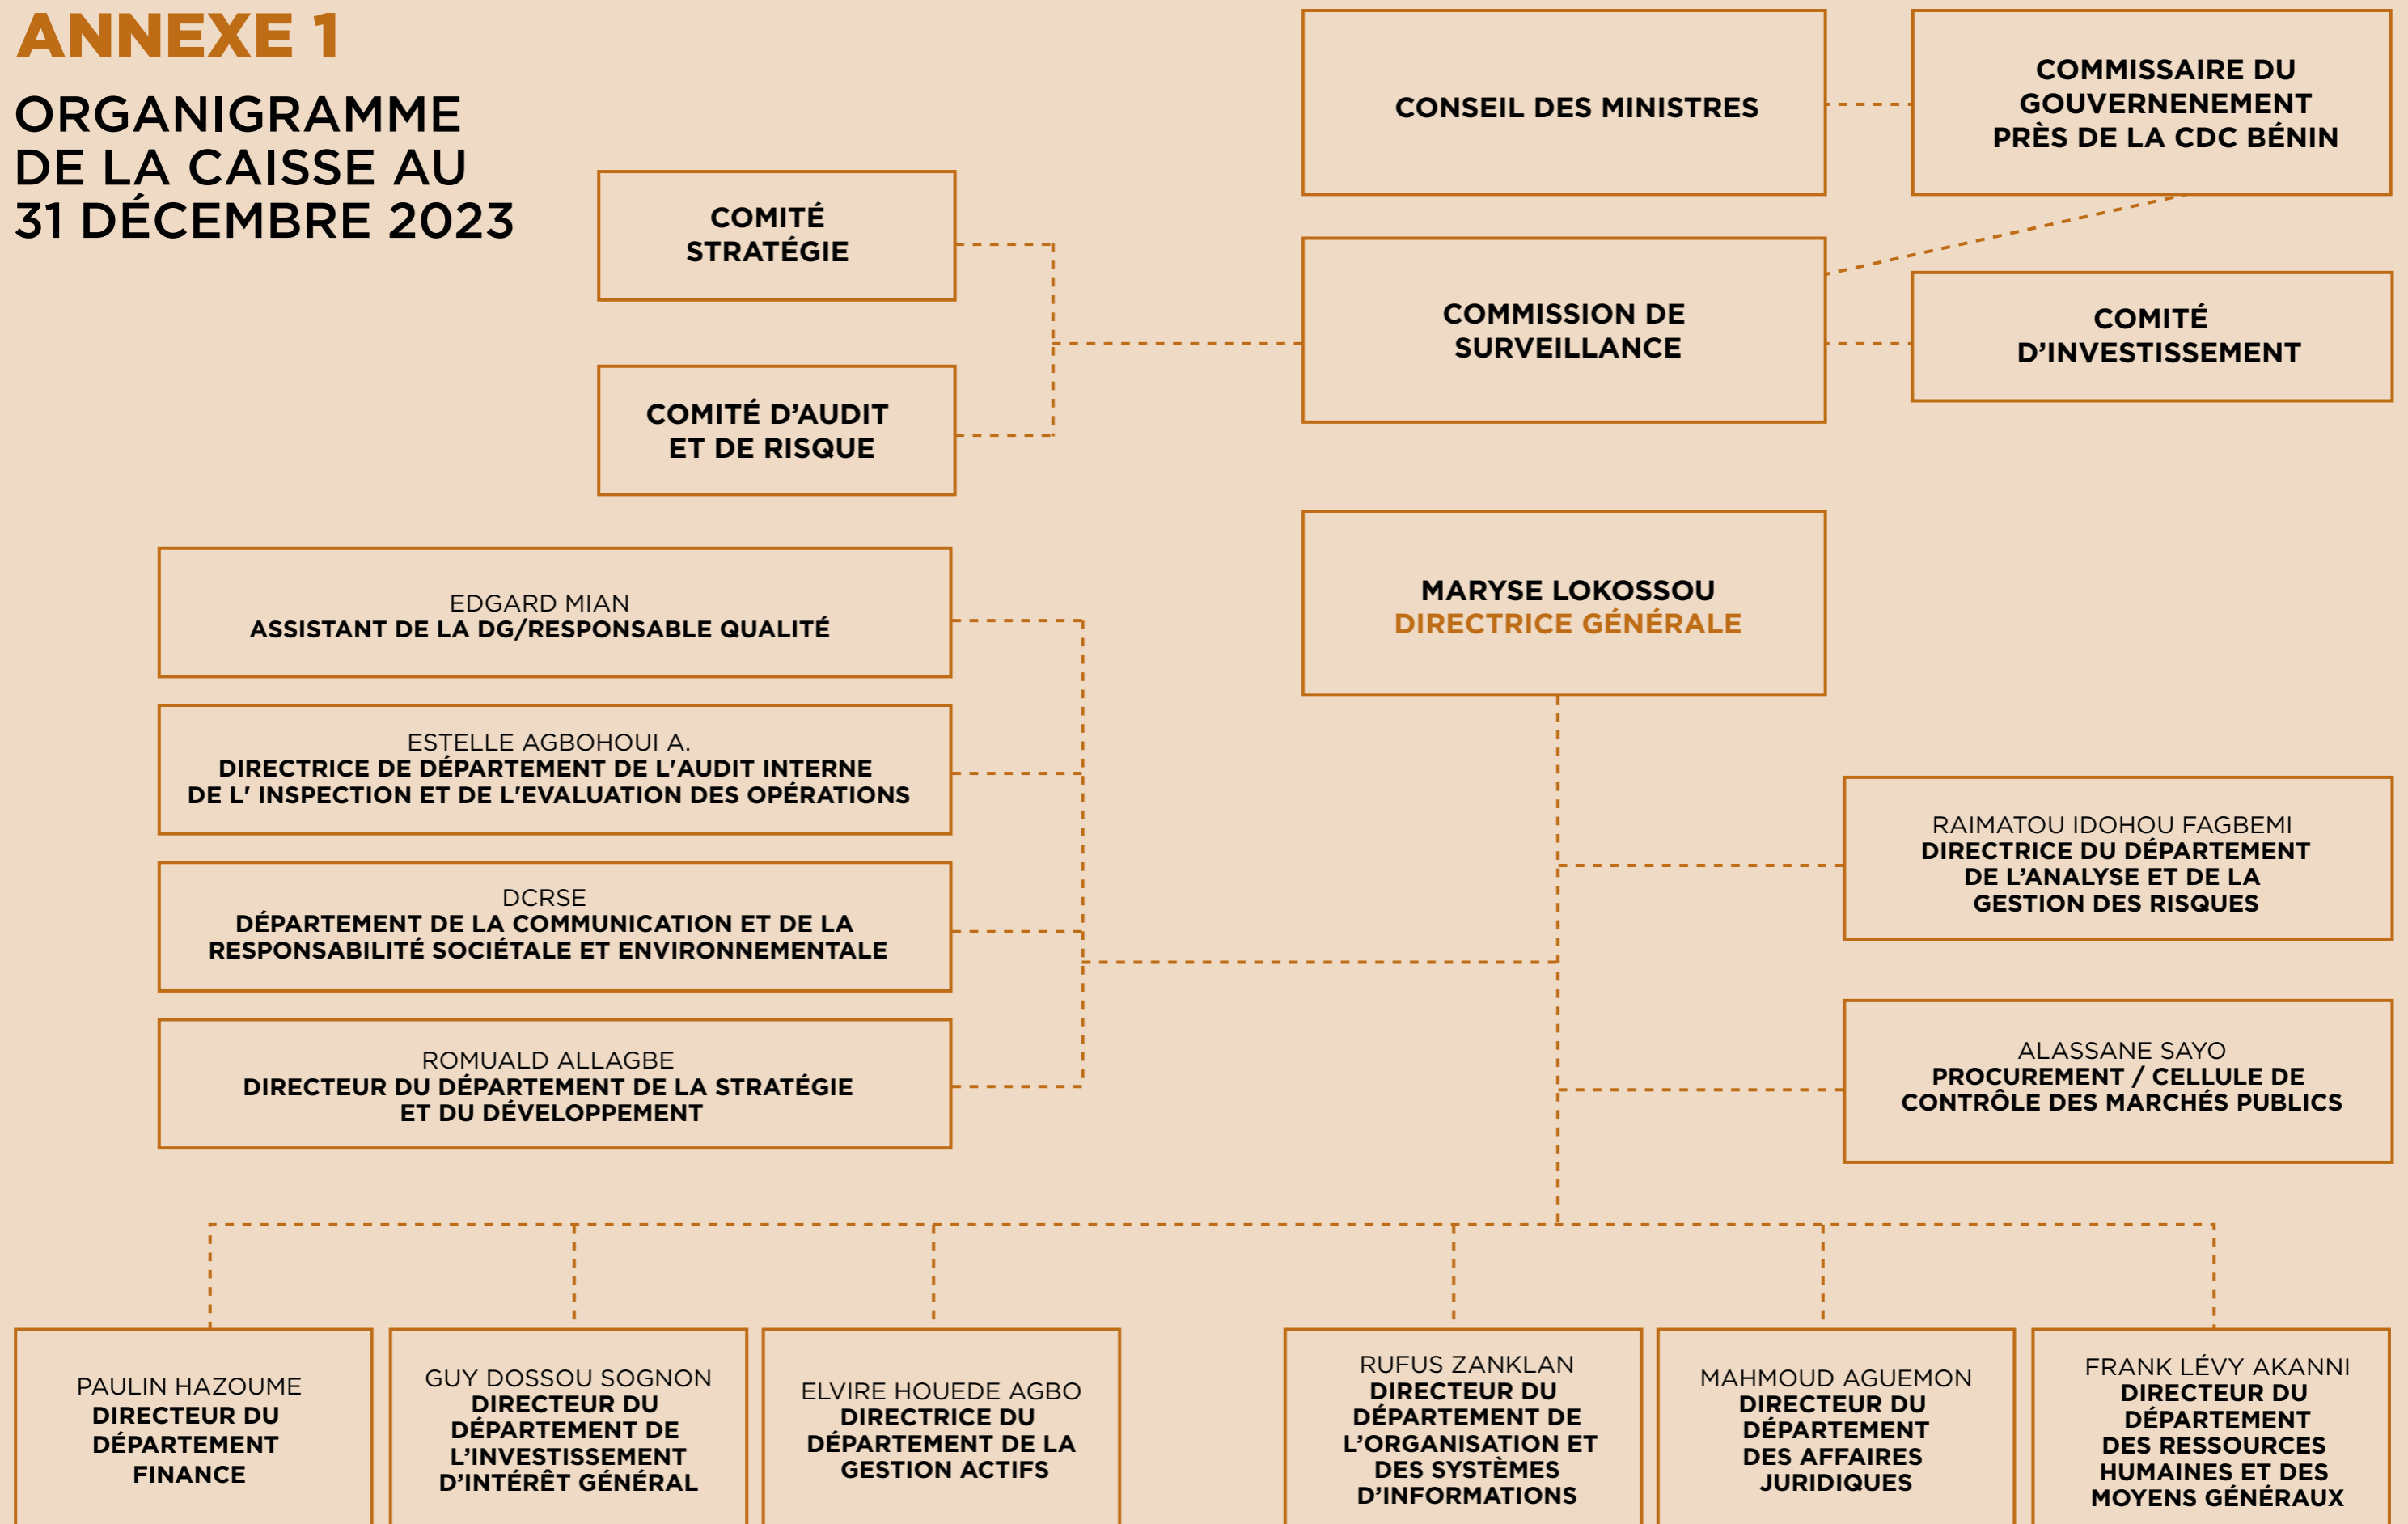 ANNEXE 1
ORGANIGRAMME
DE LA CAISSE AU
31 DÉCEMBRE 2023
CONSEIL DES MINISTRES
COMMISSAIRE DU
GOUVERNENEMENT
PRÈS DE LA CDC BÉNIN
COMITÉ
STRATÉGIE
COMMISSION DE
SURVEILLANCE
COMITÉ
D’INVESTISSEMENT
COMITÉ D’AUDIT
ET DE RISQUE
MARYSE LOKOSSOU
DIRECTRICE GÉNÉRALE
EDGARD MIAN
ASSISTANT DE LA DG/RESPONSABLE QUALITÉ
ESTELLE AGBOHOUI A.
DIRECTRICE DE DÉPARTEMENT DE L'AUDIT INTERNE
DE L' INSPECTION ET DE L'EVALUATION DES OPÉRATIONS
DCRSE
DÉPARTEMENT DE LA COMMUNICATION ET DE LA
RESPONSABILITÉ SOCIÉTALE ET ENVIRONNEMENTALE
ROMUALD ALLAGBE
DIRECTEUR DU DÉPARTEMENT DE LA STRATÉGIE
ET DU DÉVELOPPEMENT
RAIMATOU IDOHOU FAGBEMI
DIRECTRICE DU DÉPARTEMENT
DE L’ANALYSE ET DE LA
GESTION DES RISQUES
ALASSANE SAYO
PROCUREMENT / CELLULE DE
CONTRÔLE DES MARCHÉS PUBLICS
PAULIN HAZOUME
DIRECTEUR DU
DÉPARTEMENT
FINANCE
GUY DOSSOU SOGNON
DIRECTEUR DU
DÉPARTEMENT DE
L’INVESTISSEMENT
D’INTÉRÊT GÉNÉRAL
ELVIRE HOUEDE AGBO
DIRECTRICE DU
DÉPARTEMENT DE LA
GESTION ACTIFS
RUFUS ZANKLAN
DIRECTEUR DU
DÉPARTEMENT DE
L’ORGANISATION ET
DES SYSTÈMES
D’INFORMATIONS
MAHMOUD AGUEMON
DIRECTEUR DU
DÉPARTEMENT
DES AFFAIRES
JURIDIQUES
FRANK LÉVY AKANNI
DIRECTEUR DU
DÉPARTEMENT
DES RESSOURCES
HUMAINES ET DES
MOYENS GÉNÉRAUX